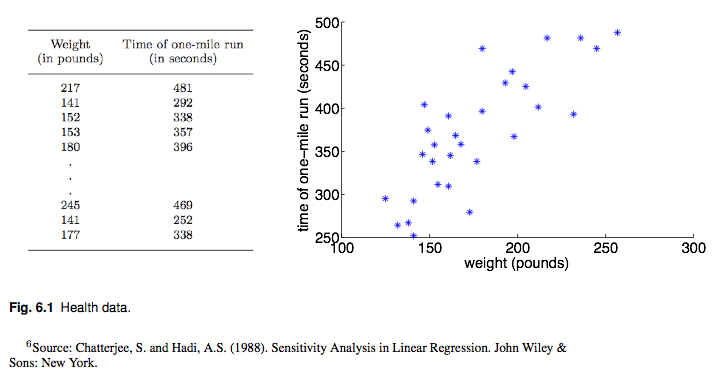 Weight Time of one-mile run
(in pounds) (in seconds)
217 481
141 292
152 338
153 357
180 396
.
.
.
245 469
141 252
177 338
500
450
400
350
300
250
time of one−mile run (seconds)
100 150 200 250 300
weight (pounds)
Fig. 6.1 Health data.
6Source: Chatterjee, S. and Hadi, A.S. (1988). Sensitivity Analysis in Linear Regression. John Wiley &
Sons: New York.